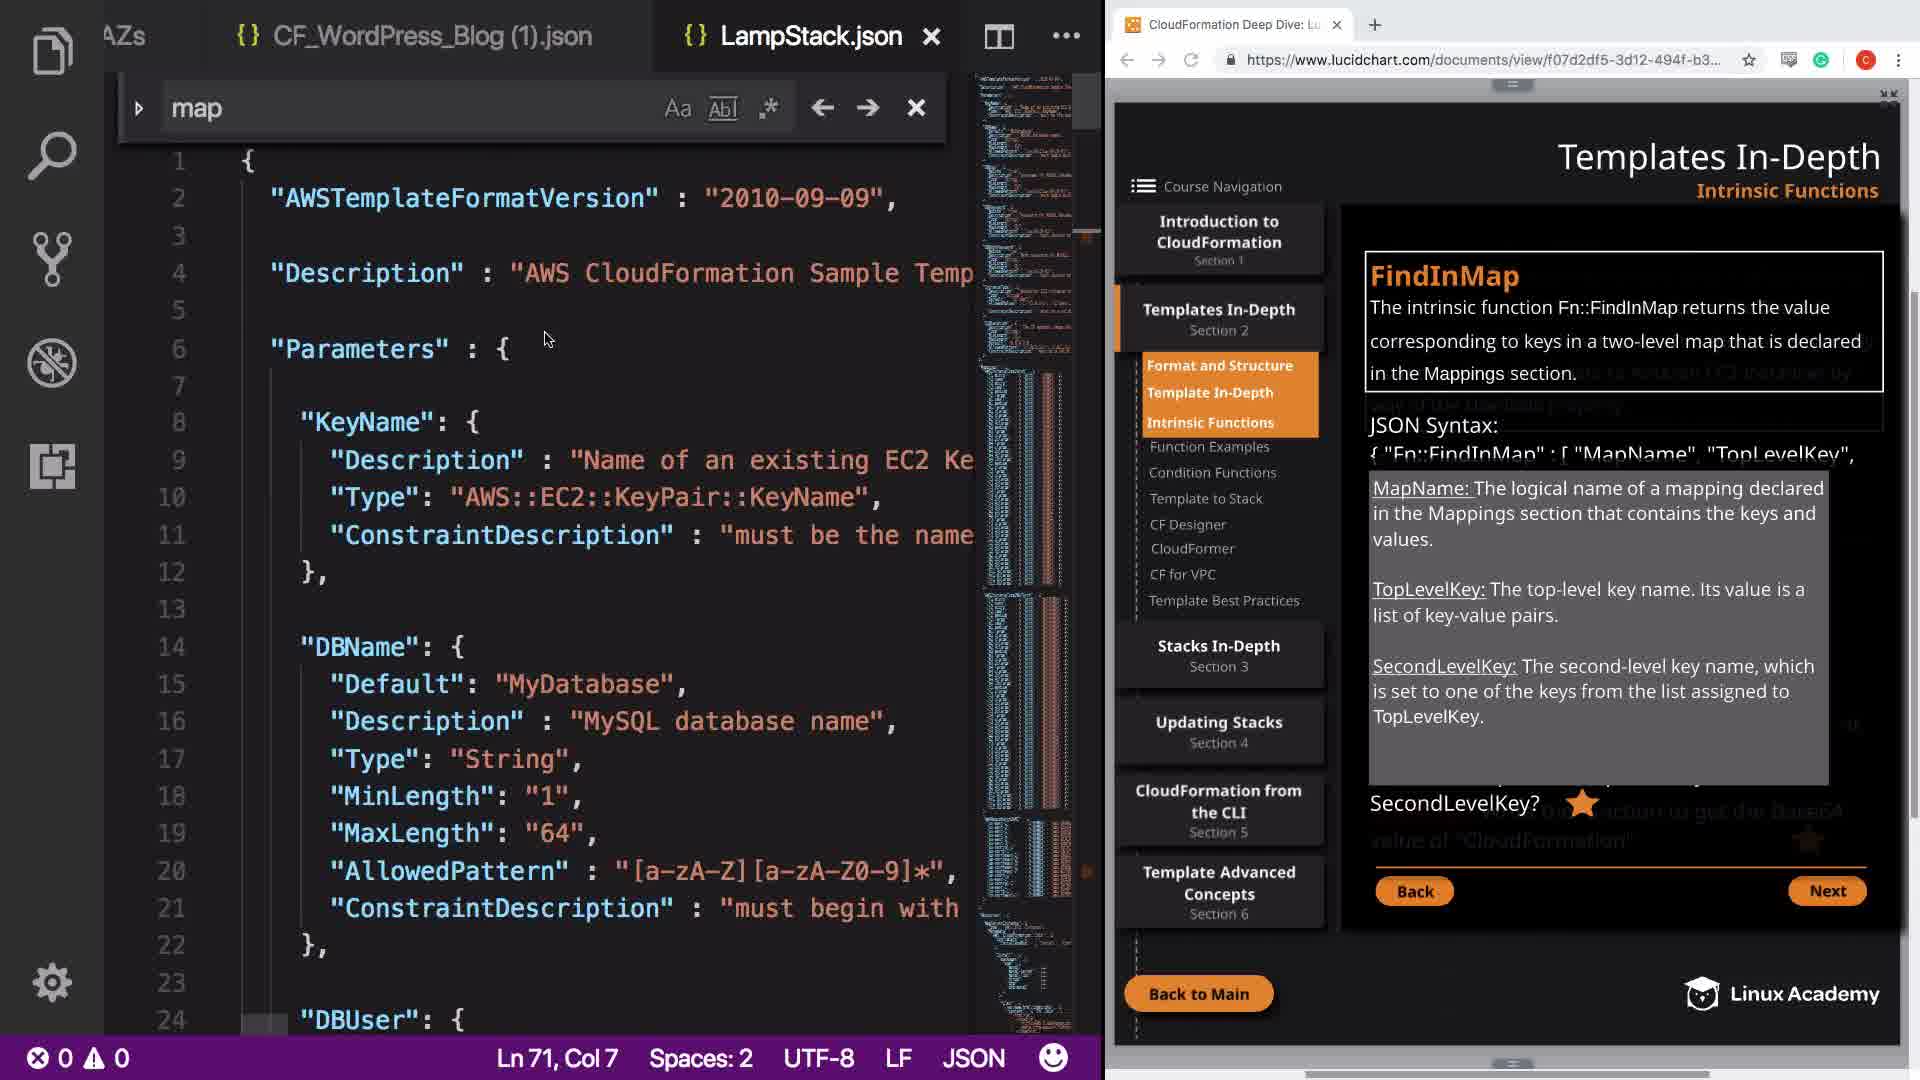 AZs
{} CF_WordPress_Blog (1).json
{} LampStack.json
map
Aa Abl .*
1 {
2 "AWSTemplateFormatVersion" : "2010-09-09",
3
4 "Description" : "AWS CloudFormation Sample Temp
5
6 "Parameters" : {
7
8 "KeyName": {
9 "Description" : "Name of an existing EC2 Ke
10 "Type": "AWS::EC2::KeyPair::KeyName",
11 "ConstraintDescription" : "must be the name
12 },
13
14 "DBName": {
15 "Default": "MyDatabase",
16 "Description" : "MySQL database name",
17 "Type": "String",
18 "MinLength": "1",
19 "MaxLength": "64",
20 "AllowedPattern" : "[a-zA-Z][a-zA-Z0-9]*",
21 "ConstraintDescription" : "must begin with
22 },
23
24 "DBUser": {
0 0
Ln 71, Col 7 Spaces: 2 UTF-8 LF JSON
CloudFormation Deep Dive: Lu
https://www.lucidchart.com/documents/view/f07d2df5-3d12-494f-b3...
C
Templates In-Depth
Intrinsic Functions
Course Navigation
Introduction to
CloudFormation
Section 1
Templates In-Depth
Section 2
Format and Structure
Template In-Depth
Intrinsic Functions
Function Examples
Condition Functions
Template to Stack
CF Designer
CloudFormer
CF for VPC
Template Best Practices
Stacks In-Depth
Section 3
Updating Stacks
Section 4
CloudFormation from
the CLI
Section 5
Template Advanced
Concepts
Section 6
Back to Main
FindInMap
The intrinsic function Fn::FindInMap returns the value
corresponding to keys in a two-level map that is declared
in the Mappings section.
JSON Syntax:
{ "Fn::FindInMap" : [ "MapName", "TopLevelKey",
MapName: The logical name of a mapping declared
in the Mappings section that contains the keys and
values.
TopLevelKey: The top-level key name. Its value is a
list of key-value pairs.
SecondLevelKey: The second-level key name, which
is set to one of the keys from the list assigned to
TopLevelKey.
SecondLevelKey?
value of "CloudFormation"
Back
Next
Linux Academy